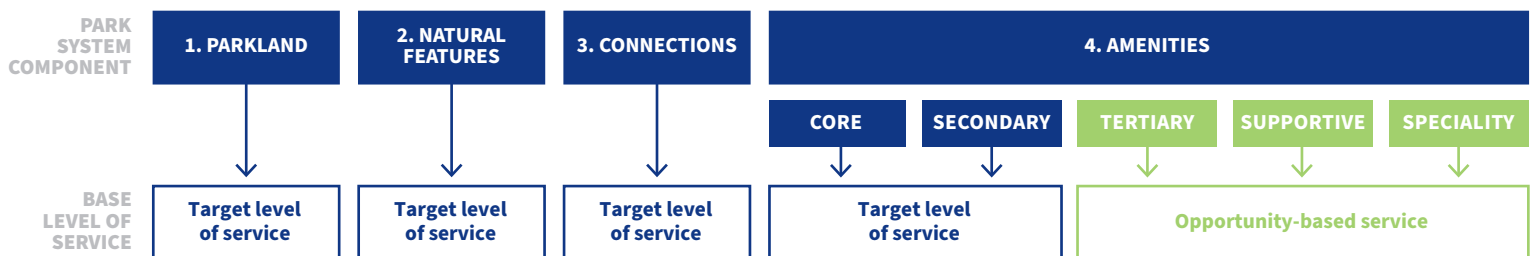 PARK
SYSTEM
COMPONENT
1. PARKLAND
2. NATURAL
FEATURES
3. CONNECTIONS
4. AMENITIES
CORE
SECONDARY
TERTIARY
SUPPORTIVE
SPECIALITY
BASE
LEVEL OF
SERVICE
Target level
of service
Target level
of service
Target level
of service
Target level
of service
Opportunity-based service